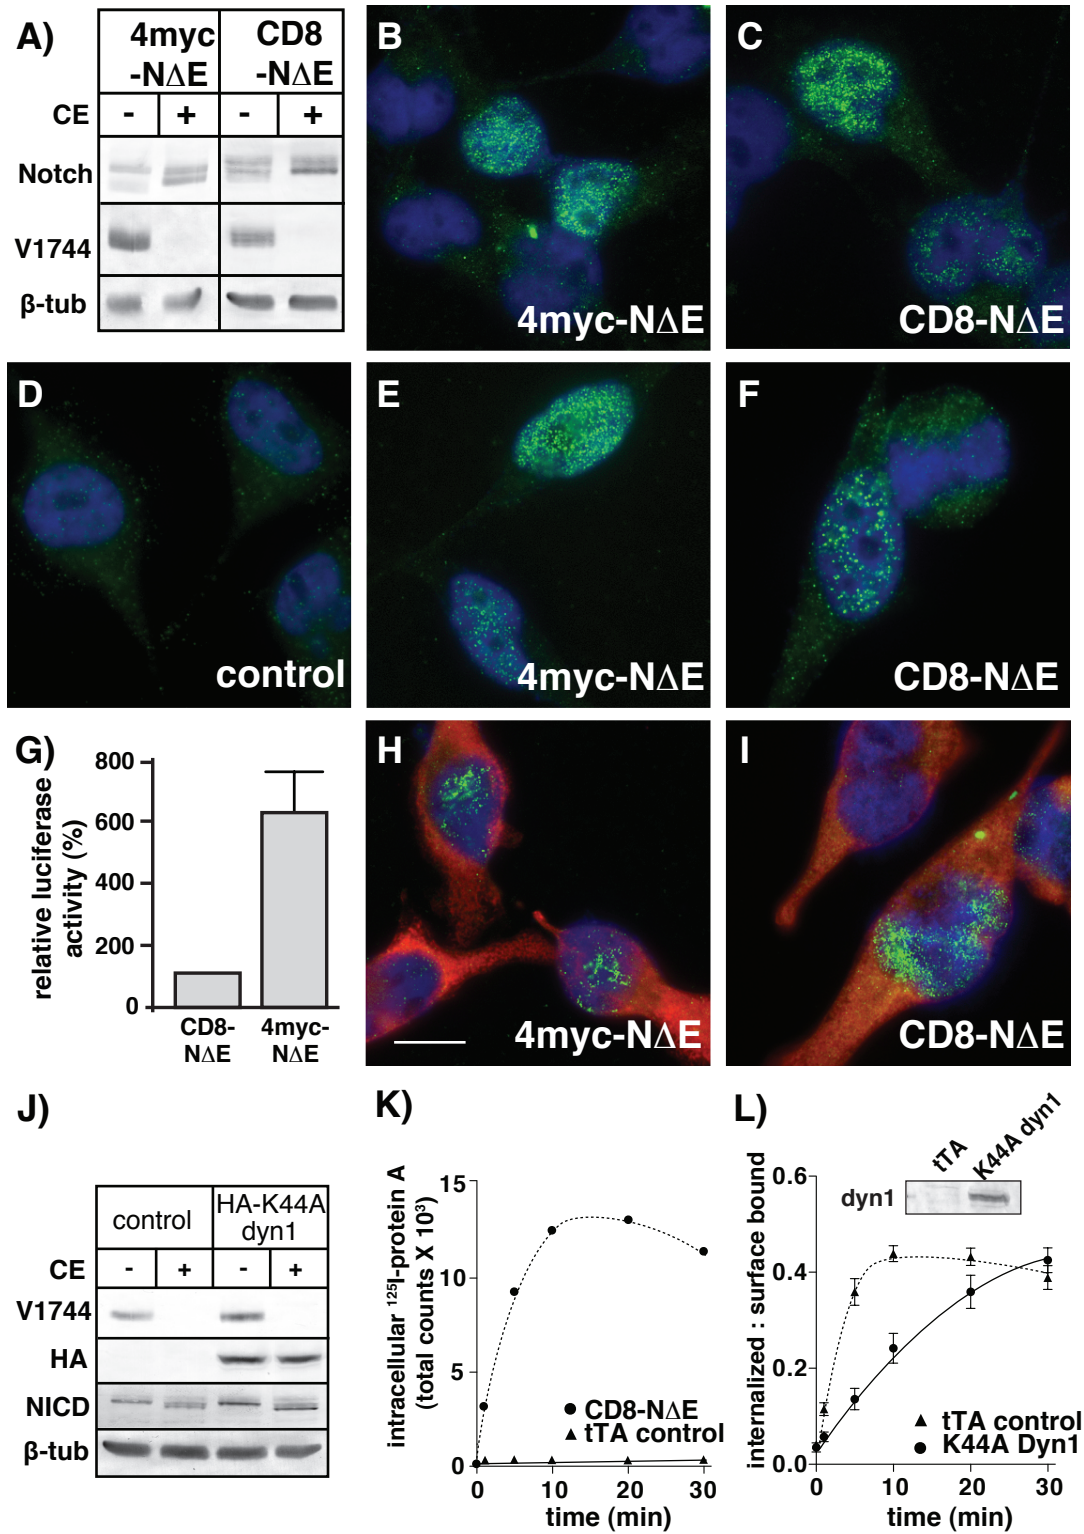 A)
4myc
-NΔE
CD8
-NΔE
CE - + - +
Notch
V1744
β-tub
B
4myc-NΔE
C
CD8-NΔE
D
control
E
4myc-NΔE
F
CD8-NΔE
G)
relative luciferase
activity (%)
800
600
400
200
0
CD8-
NΔE
4myc-
NΔE
H
4myc-NΔE
I
CD8-NΔE
J)
control
HA-K44A
dyn1
CE - + - +
V1744
HA
NICD
β-tub
K)
intracellular ¹²⁵I-protein A
(total counts X 10³)
15
10
5
0
CD8-NΔE
tTA control
0 10 20 30
time (min)
L)
tTA
K44A dyn1
dyn1
internalized : surface bound
0.6
0.4
0.2
0.0
tTA control
K44A Dyn1
0 10 20 30
time (min)